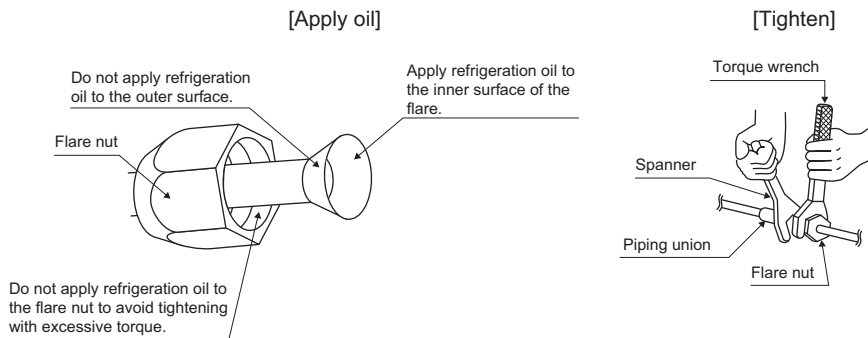 [Apply oil]
Do not apply refrigeration
oil to the outer surface.
Apply refrigeration oil to
the inner surface of the
flare.
Flare nut
Do not apply refrigeration oil to
the flare nut to avoid tightening
with excessive torque.
[Tighten]
Torque wrench
Spanner
Piping union
Flare nut